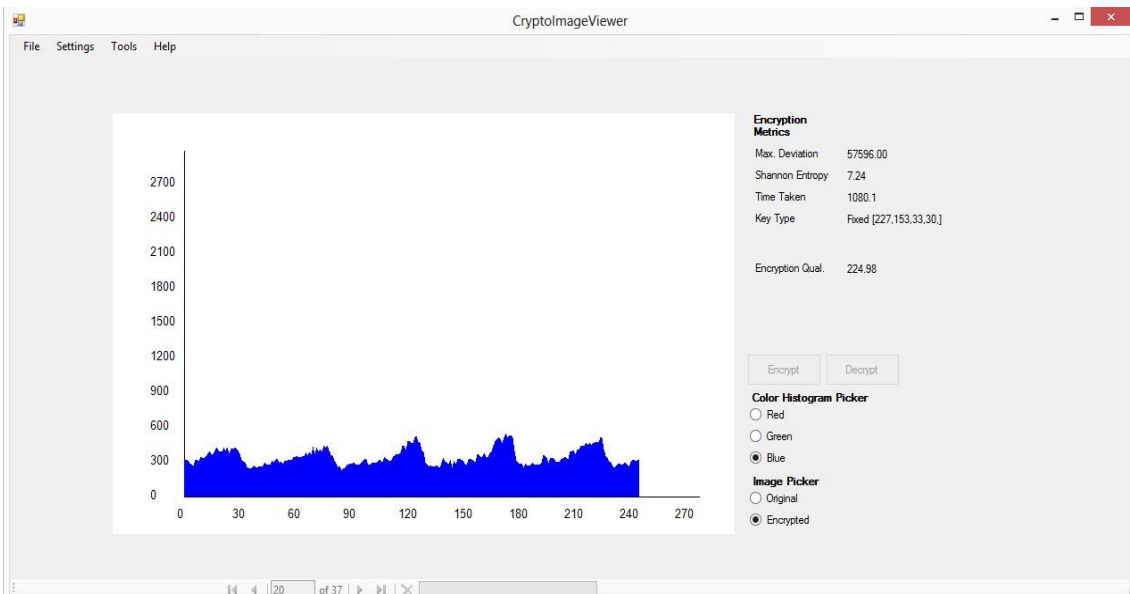 CryptoImageViewer
File Settings Tools Help
2700
2400
2100
1800
1500
1200
900
600
300
0
0 30 60 90 120 150 180 210 240 270
Encryption
Metrics
Max. Deviation 57596.00
Shannon Entropy 7.24
Time Taken 1080.1
Key Type Fixed [227,153,33,30,]
Encryption Qual. 224.98
Encrypt Decrypt
Color Histogram Picker
Red
Green
Blue
Image Picker
Original
Encrypted
20 of 37